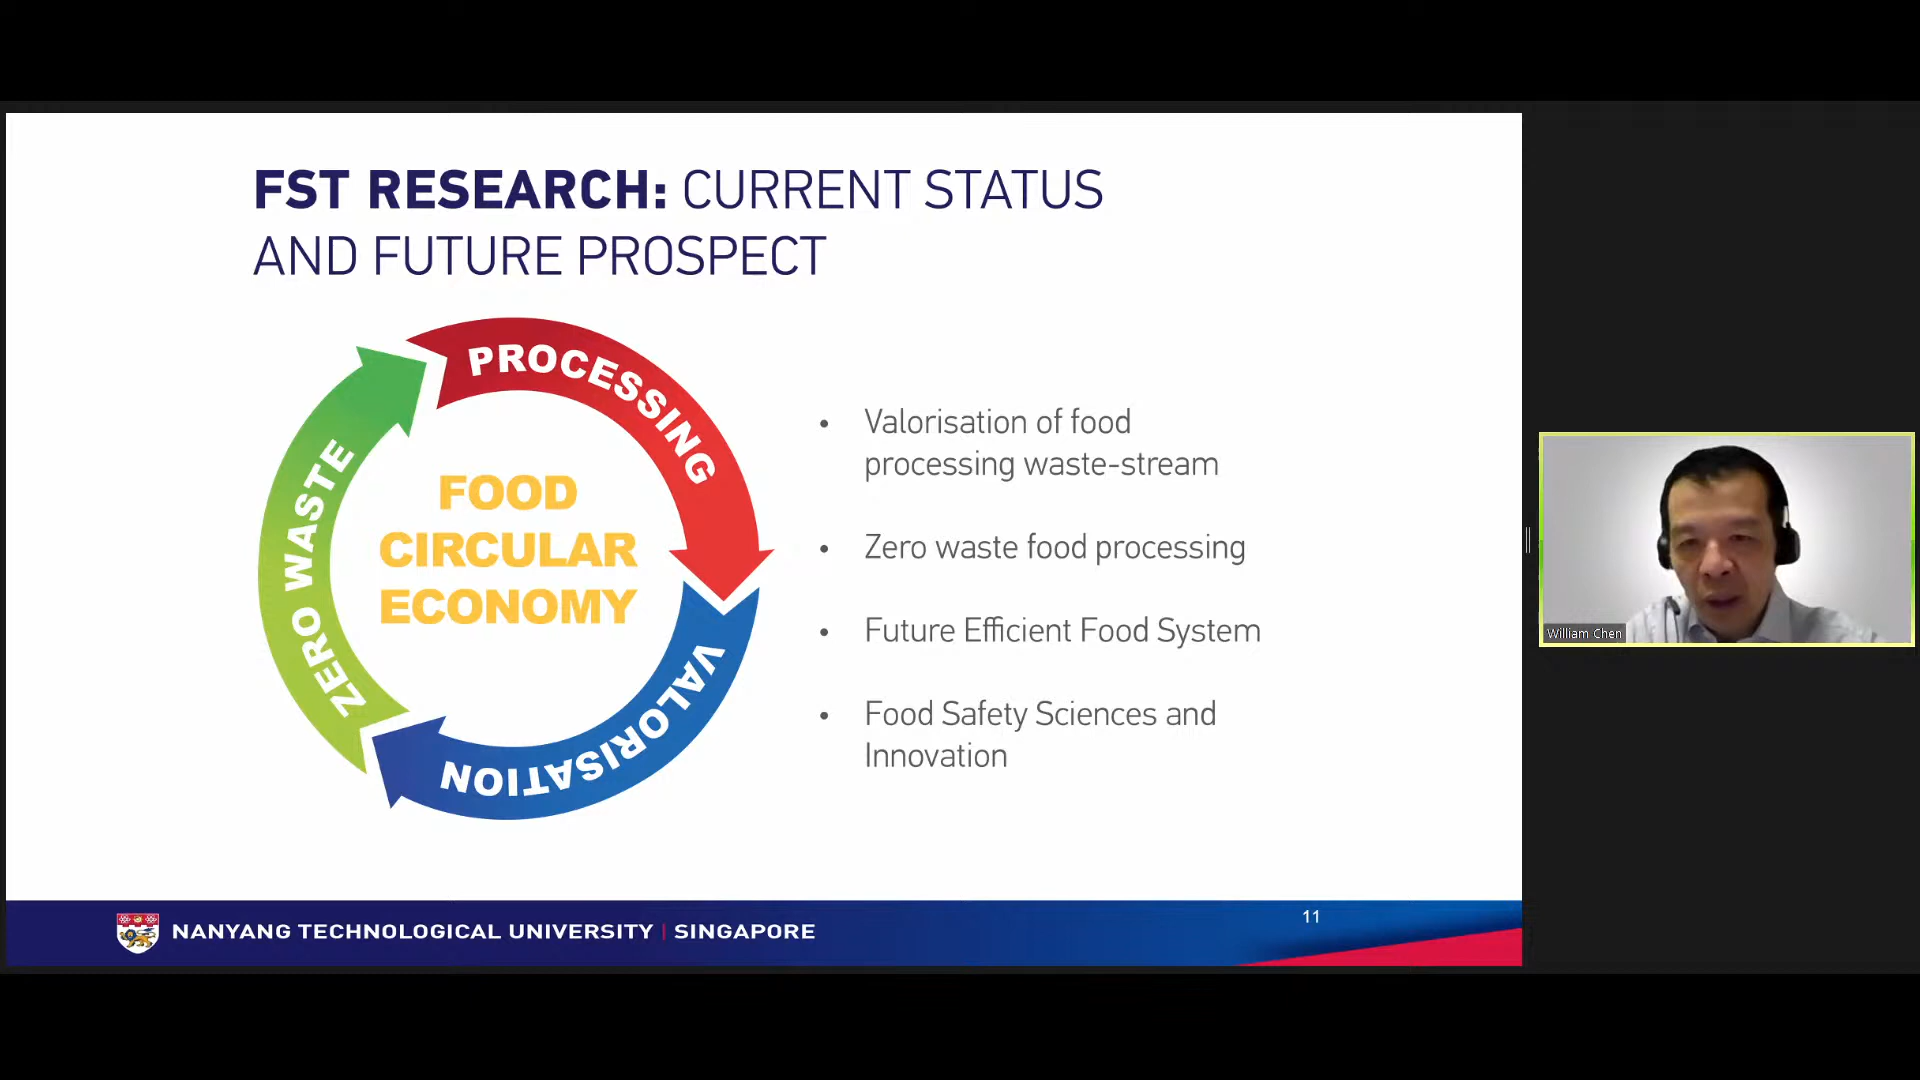 FST RESEARCH: CURRENT STATUS
AND FUTURE PROSPECT
PROCESSING
VALORISATION
ZERO WASTE
FOOD
CIRCULAR
ECONOMY
• Valorisation of food
processing waste-stream
• Zero waste food processing
• Future Efficient Food System
• Food Safety Sciences and
Innovation
William Chen
11
NANYANG TECHNOLOGICAL UNIVERSITY | SINGAPORE